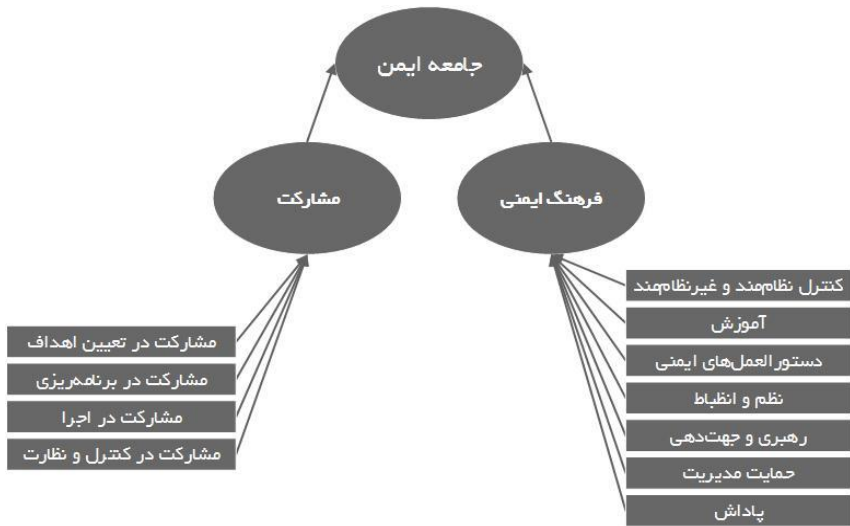 جامعه ایمن
فرهنگ ایمنی
مشارکت
کنترل نظام‌مند و غیرنظام‌مند
آموزش
دستورالعمل‌های ایمنی
نظم و انظباط
رهبری و جهت‌دهی
حمایت مدیریت
پاداش
مشارکت در تعیین اهداف
مشارکت در برنامه‌ریزی
مشارکت در اجرا
مشارکت در کنترل و نظارت